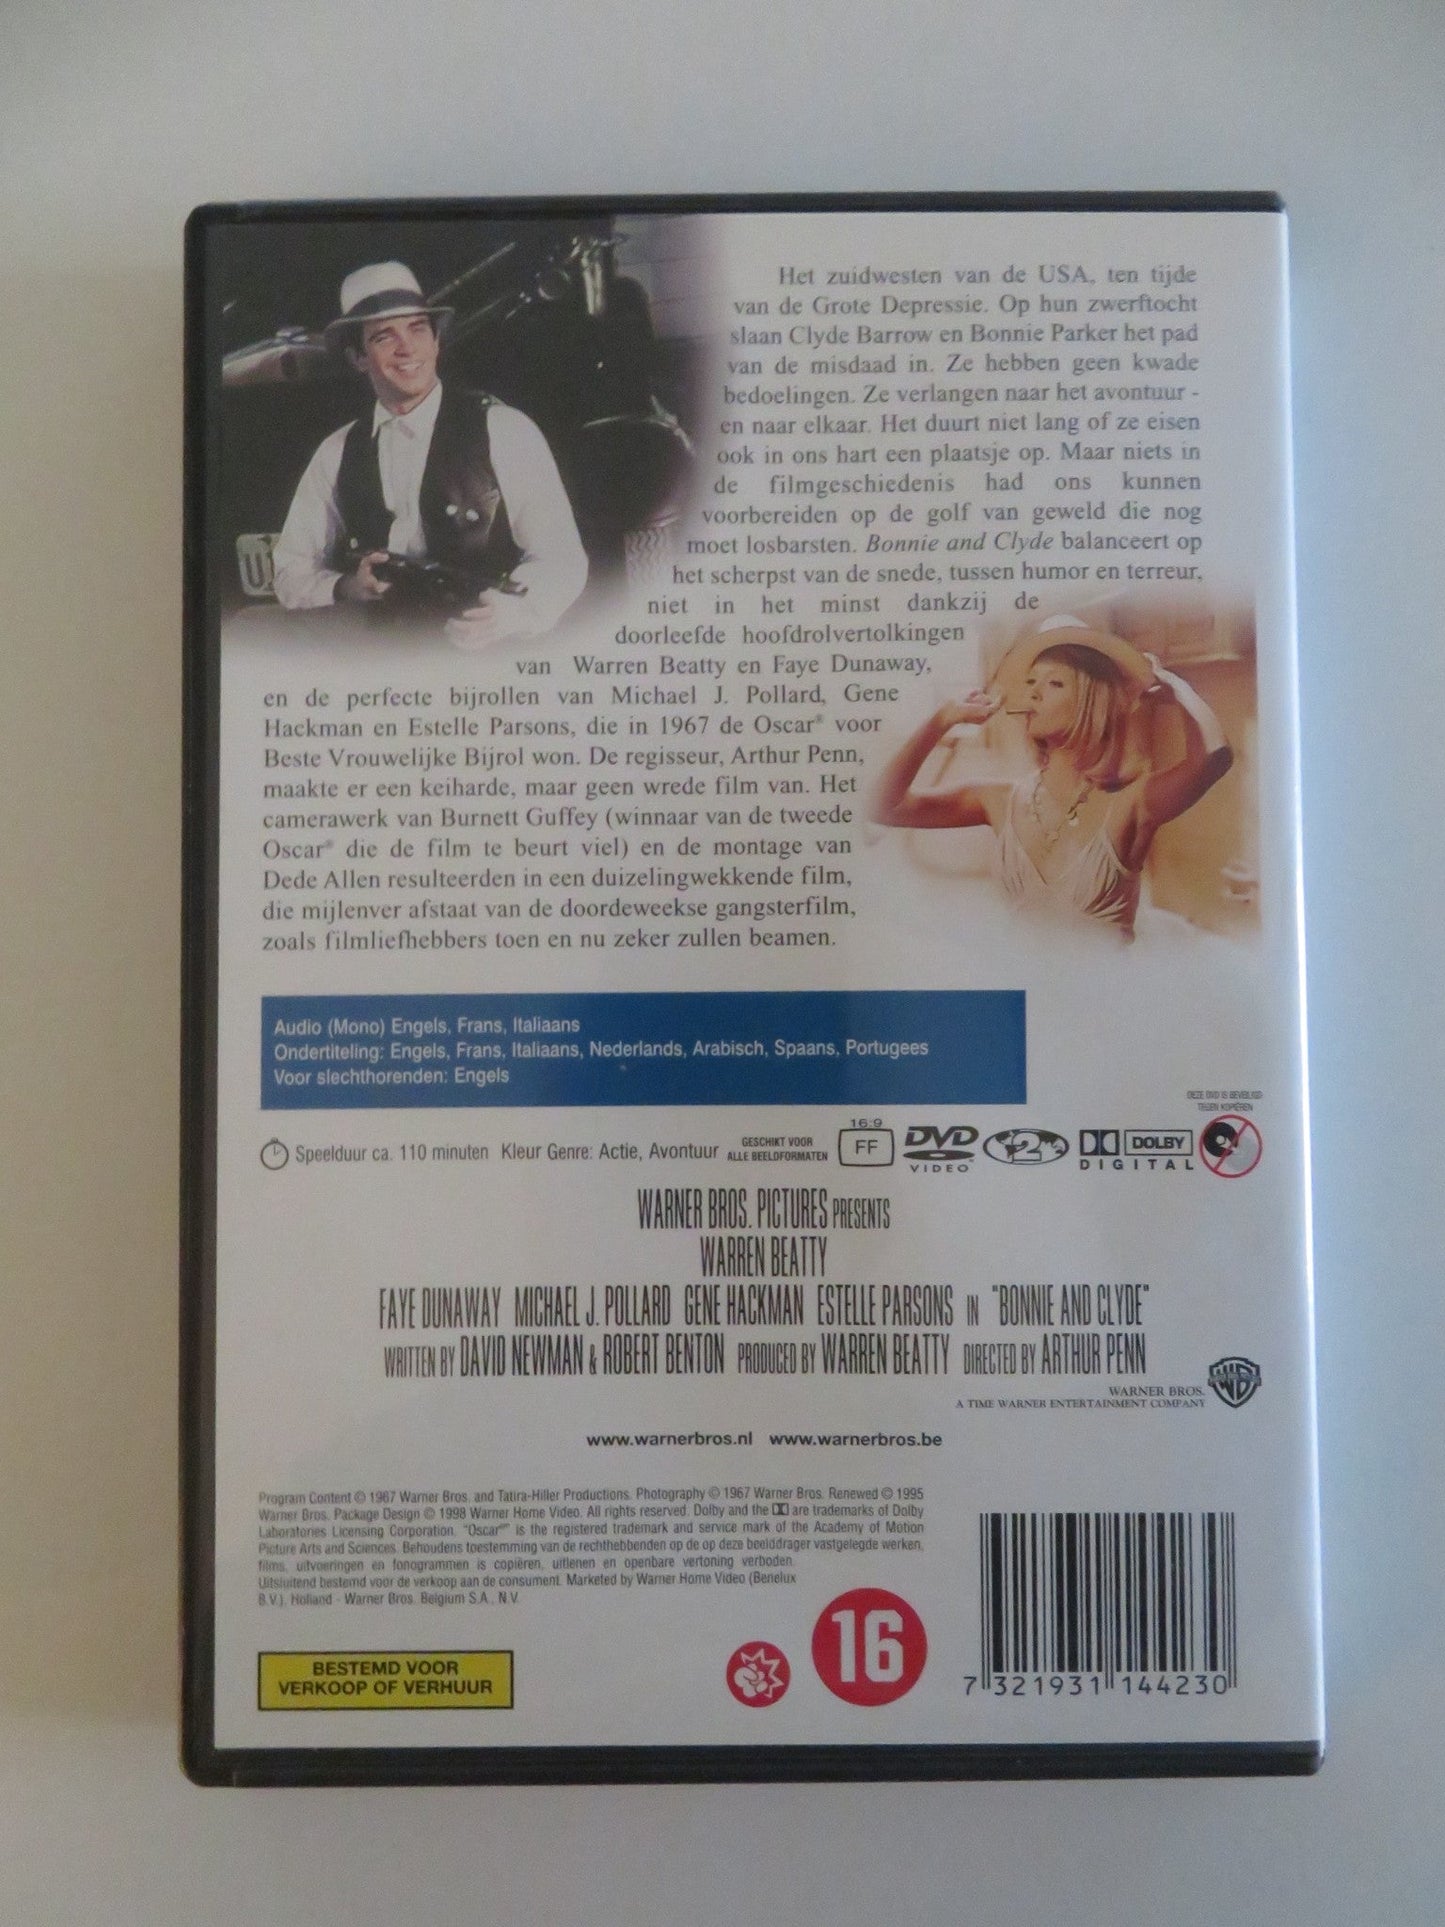 Het zuidwesten van de USA, ten tijde
van de Grote Depressie. Op hun zwerftocht
slaan Clyde Barrow en Bonnie Parker het pad
van de misdaad in. Ze hebben geen kwade
bedoelingen. Ze verlangen naar het avontuur -
en naar elkaar. Het duurt niet lang of ze eisen
ook in ons hart een plaatsje op. Maar niets in
de filmgeschiedenis had ons kunnen
voorbereiden op de golf van geweld die nog
moet losbarsten. Bonnie and Clyde balanceert op
het scherpst van de snede, tussen humor en terreur,
niet in het minst dankzij de
doorleefde hoofdrolvertolkingen
van Warren Beatty en Faye Dunaway,
en de perfecte bijrollen van Michael J. Pollard, Gene
Hackman en Estelle Parsons, die in 1967 de Oscar® voor
Beste Vrouwelijke Bijrol won. De regisseur, Arthur Penn,
maakte er een keiharde, maar geen wrede film van. Het
camerawerk van Burnett Guffey (winnaar van de tweede
Oscar® die de film te beurt viel) en de montage van
Dede Allen resulteerden in een duizelingwekkende film,
die mijlenver afstaat van de doordeweekse gangsterfilm,
zoals filmliefhebbers toen en nu zeker zullen beamen.
Audio (Mono) Engels, Frans, Italiaans
Ondertiteling: Engels, Frans, Italiaans, Nederlands, Arabisch, Spaans, Portugees
Voor slechthorenden: Engels
DEZE DVD IS BEVEILIGD
TEGEN KOPIËREN
Speelduur ca. 110 minuten Kleur Genre: Actie, Avontuur
GESCHIKT VOOR
ALLE BEELDFORMATEN
16:9
FF
DVD
VIDEO™
2
DOLBY
DIGITAL
WARNER BROS. PICTURES PRESENTS
WARREN BEATTY
FAYE DUNAWAY MICHAEL J. POLLARD GENE HACKMAN ESTELLE PARSONS IN "BONNIE AND CLYDE"
WRITTEN BY DAVID NEWMAN & ROBERT BENTON PRODUCED BY WARREN BEATTY DIRECTED BY ARTHUR PENN
WARNER BROS.
A TIME WARNER ENTERTAINMENT COMPANY
WB
www.warnerbros.nl www.warnerbros.be
Program Content © 1967 Warner Bros. and Tatira-Hiller Productions. Photography © 1967 Warner Bros. Renewed © 1995
Warner Bros. Package Design © 1998 Warner Home Video. All rights reserved. Dolby and the are trademarks of Dolby
Laboratories Licensing Corporation. "Oscar®" is the registered trademark and service mark of the Academy of Motion
Picture Arts and Sciences. Behoudens toestemming van de rechthebbenden op de op deze beelddrager vastgelegde werken,
films, uitvoeringen en fonogrammen is copiëren, uitlenen en openbare vertoning verboden.
Uitsluitend bestemd voor de verkoop aan de consument. Marketed by Warner Home Video (Benelux
B.V.), Holland - Warner Bros. Belgium S.A., N.V.
BESTEMD VOOR
VERKOOP OF VERHUUR
16
7 321931 144230